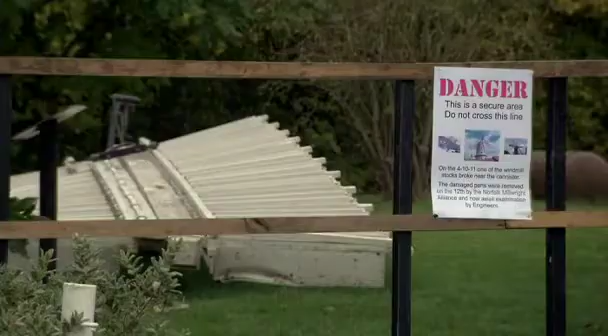 DANGER
This is a secure area
Do not cross this line
On the 4-10-11 one of the windmill
stocks broke near the cannister.
The damaged parts were removed
on the 12th by the Norfolk Millwright
Alliance and now await examination
by Engineers.